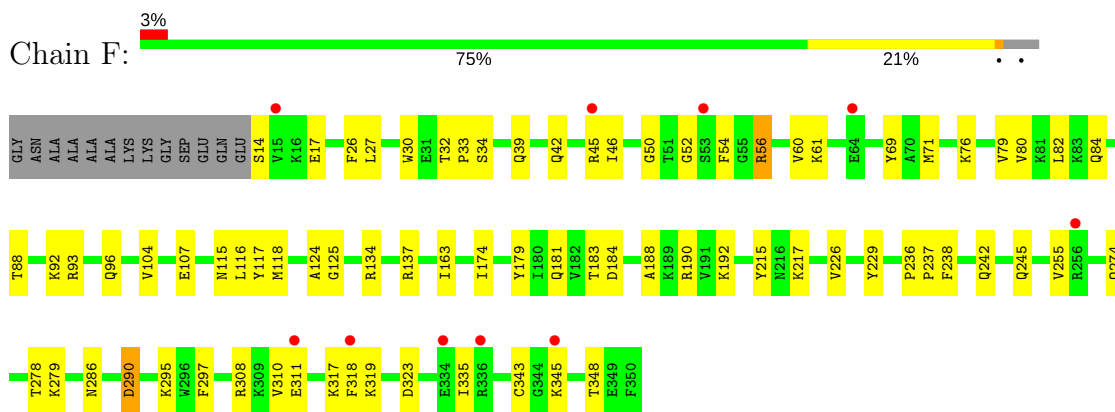 3%
Chain F:
75% 21% • •
GLY ASN ALA ALA ALA ALA LYS LYS GLY SER GLU GLU GLN GLU S14 V15 K16 E17 F26 L27 W30 E31 T32 P33 S34 Q39 Q42 R45 I46 G50 T51 G52 S53 F54 G55 R56 V60 K61 E64 Y69 A70 M71 K76 V79 V80 K81 L82 K83 Q84
T88 K92 R93 Q96 V104 E107 N115 L116 Y117 M118 A124 G125 R134 R137 I163 I174 Y179 I180 Q181 V182 T183 D184 A188 K189 R190 V191 K192 Y215 N216 K217 V226 Y229 P236 P237 F238 Q242 Q245 V255 R256
T278 K279 N286 D290 K295 W296 F297 R308 K309 V310 E311 K317 F318 K319 D323 E334 I335 R336 C343 G344 K345 T348 E349 F350